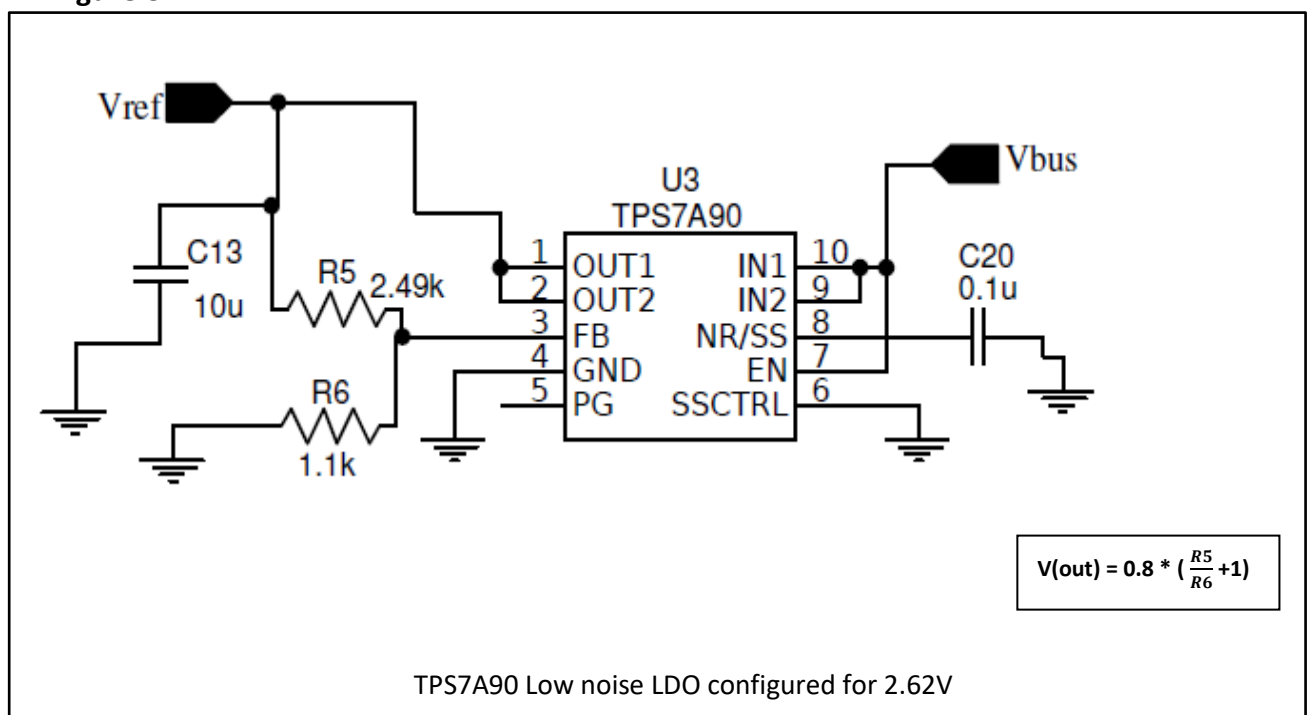 Vref
Vbus
U3
TPS7A90
C13
10u
R5
2.49k
R6
1.1k
1
2
3
4
5
OUT1
OUT2
FB
GND
PG
IN1
IN2
NR/SS
EN
SSCTRL
10
9
8
7
6
C20
0.1u
V(out) = 0.8 * ( R5/R6 +1)
TPS7A90 Low noise LDO configured for 2.62V